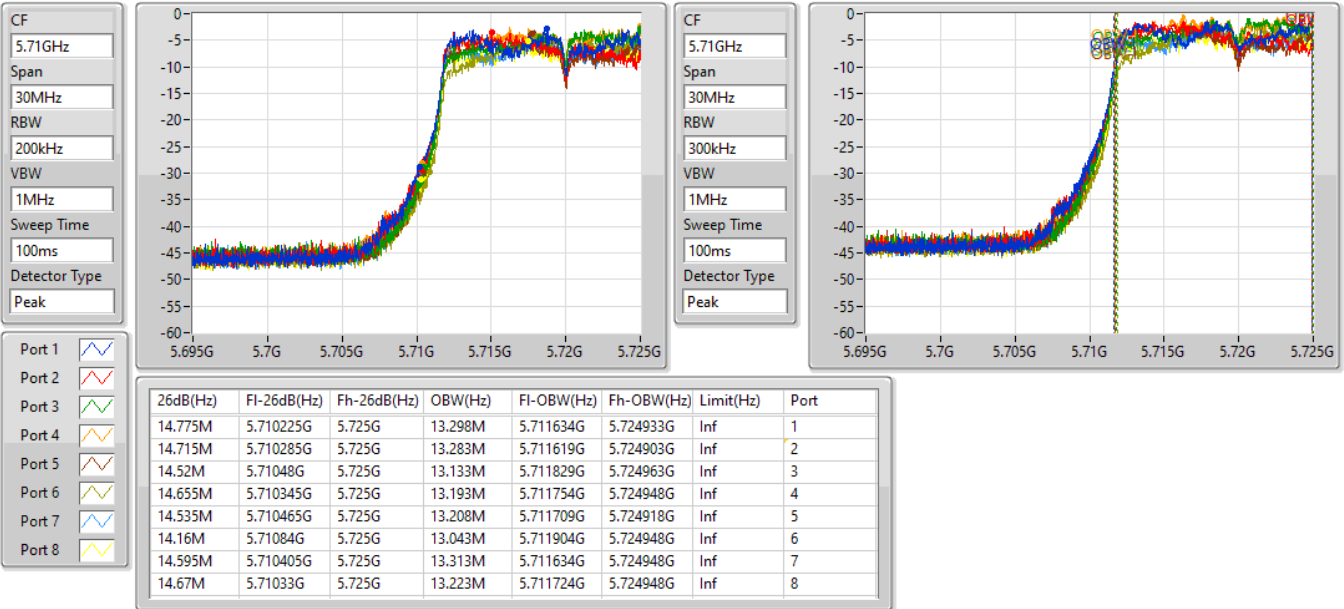 CF
5.71GHz
Span
30MHz
RBW
200kHz
VBW
1MHz
Sweep Time
100ms
Detector Type
Peak
0
-5
-10
-15
-20
-25
-30
-35
-40
-45
-50
-55
-60
5.695G 5.7G 5.705G 5.71G 5.715G 5.72G 5.725G
CF
5.71GHz
Span
30MHz
RBW
300kHz
VBW
1MHz
Sweep Time
100ms
Detector Type
Peak
0
-5
-10
-15
-20
-25
-30
-35
-40
-45
-50
-55
-60
5.695G 5.7G 5.705G 5.71G 5.715G 5.72G 5.725G
Port 1
Port 2
Port 3
Port 4
Port 5
Port 6
Port 7
Port 8
26dB(Hz) Fl-26dB(Hz) Fh-26dB(Hz) OBW(Hz) Fl-OBW(Hz) Fh-OBW(Hz) Limit(Hz) Port
14.775M 5.710225G 5.725G 13.298M 5.711634G 5.724933G Inf 1
14.715M 5.710285G 5.725G 13.283M 5.711619G 5.724903G Inf 2
14.52M 5.71048G 5.725G 13.133M 5.711829G 5.724963G Inf 3
14.655M 5.710345G 5.725G 13.193M 5.711754G 5.724948G Inf 4
14.535M 5.710465G 5.725G 13.208M 5.711709G 5.724918G Inf 5
14.16M 5.71084G 5.725G 13.043M 5.711904G 5.724948G Inf 6
14.595M 5.710405G 5.725G 13.313M 5.711634G 5.724948G Inf 7
14.67M 5.71033G 5.725G 13.223M 5.711724G 5.724948G Inf 8